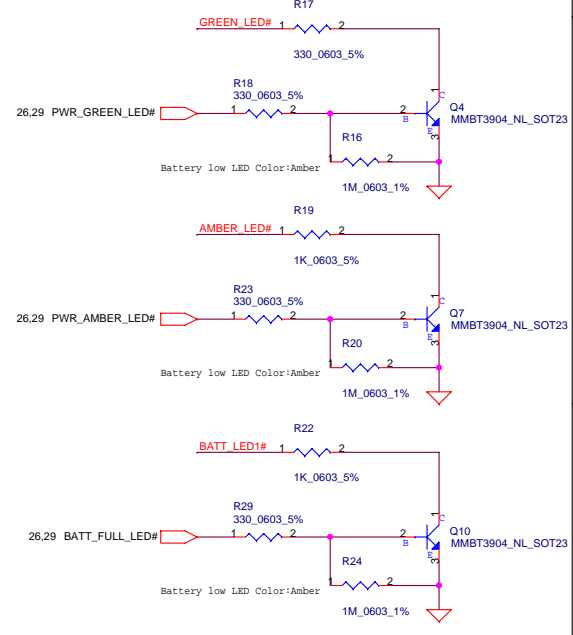 R17
GREEN_LED# 1 2
330_0603_5%
R18
330_0603_5%
1 C
26,29 PWR_GREEN_LED# 1 2 2 B Q4
MMBT3904_NL_SOT23
E 3
R16
1 2
Battery low LED Color:Amber
1M_0603_1%
R19
AMBER_LED# 1 2
1K_0603_5%
R23
330_0603_5%
1 C
26,29 PWR_AMBER_LED# 1 2 2 B Q7
MMBT3904_NL_SOT23
E 3
R20
1 2
Battery low LED Color:Amber
1M_0603_1%
R22
BATT_LED1# 1 2
1K_0603_5%
R29
330_0603_5%
1 C
26,29 BATT_FULL_LED# 1 2 2 B Q10
MMBT3904_NL_SOT23
E 3
R24
1 2
Battery low LED Color:Amber
1M_0603_1%